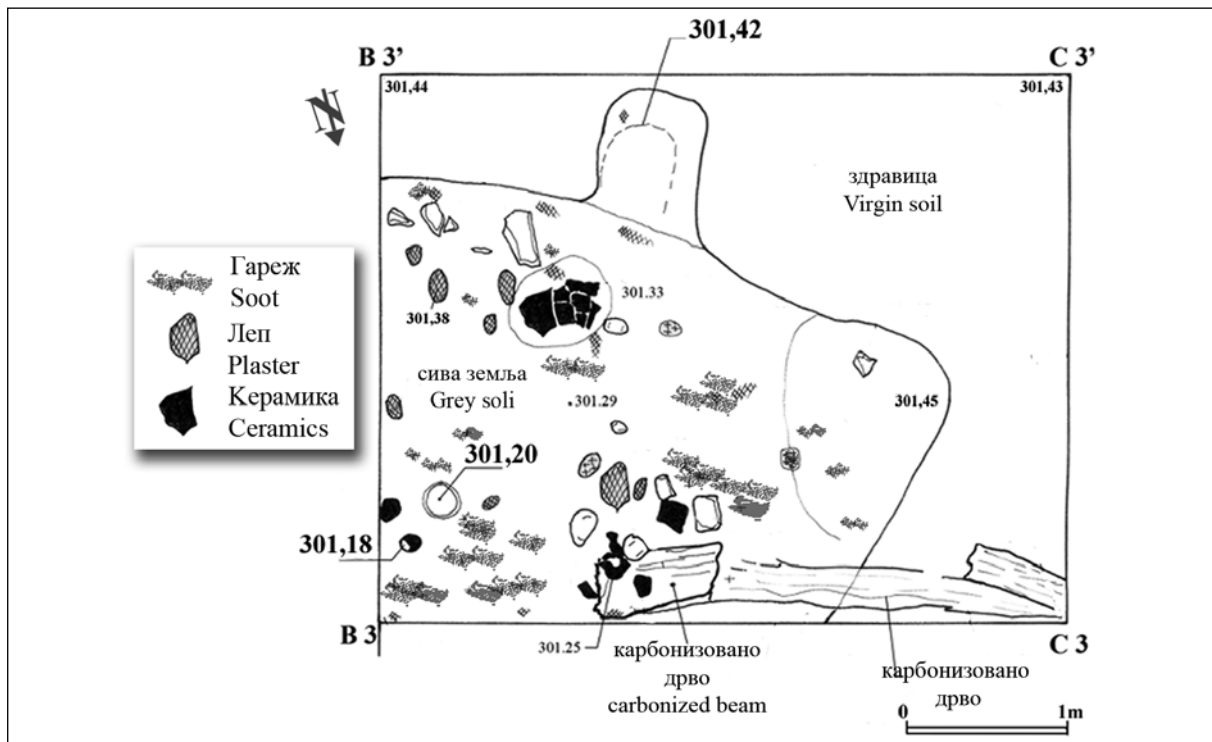 301,42
B 3'
C 3'
301,44
301,43
N
здравица
Virgin soil
Гареж
Soot
Леп
Plaster
Керамика
Ceramics
301.33
301,38
сива земља
Grey soli
301.29
301,45
301,20
301,18
B 3
C 3
301.25
карбонизовано
дрво
carbonized beam
карбонизовано
дрво
0
1m